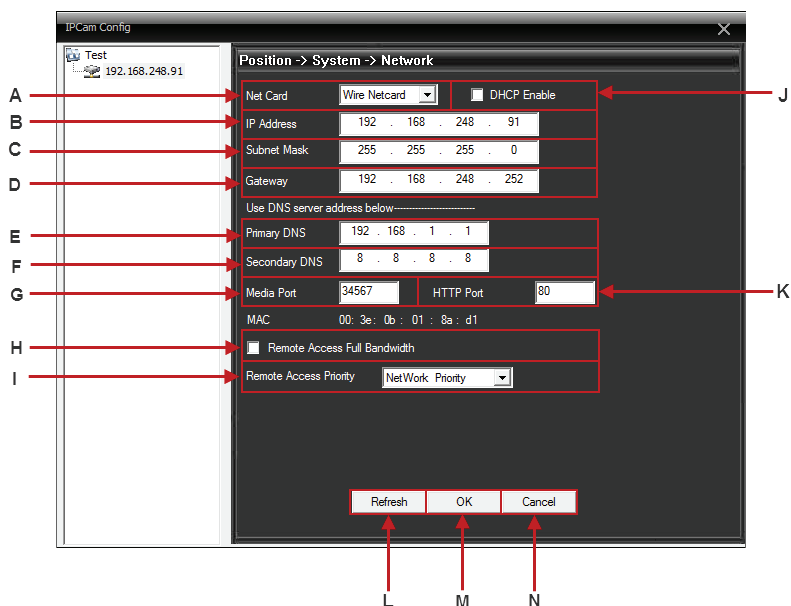 IPCam Config
Test
192.168.248.91
Position -> System -> Network
A Net Card Wire Netcard DHCP Enable J
B IP Address 192 . 168 . 248 . 91
C Subnet Mask 255 . 255 . 255 . 0
D Gateway 192 . 168 . 248 . 252
Use DNS server address below--------------------------
E Primary DNS 192 . 168 . 1 . 1
F Secondary DNS 8 . 8 . 8 . 8
G Media Port 34567 HTTP Port 80 K
MAC 00: 3e: 0b : 01 : 8a : d1
H Remote Access Full Bandwidth
I Remote Access Priority NetWork Priority
Refresh OK Cancel
L M N